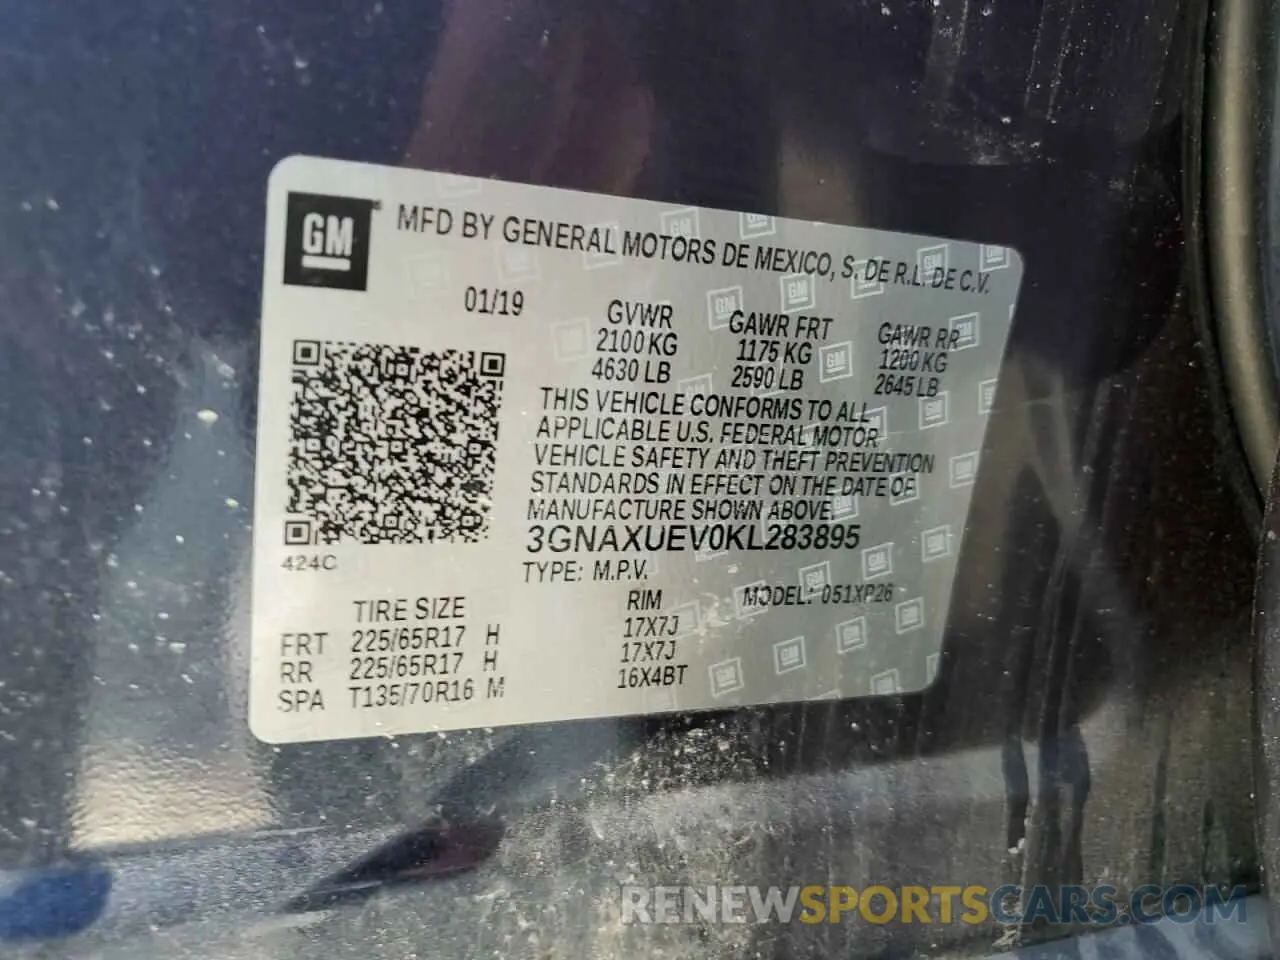 GM
MFD BY GENERAL MOTORS DE MEXICO, S. DE R.L. DE C.V.
01/19
GVWR GAWR FRT GAWR RR
2100 KG 1175 KG 1200 KG
4630 LB 2590 LB 2645 LB
THIS VEHICLE CONFORMS TO ALL
APPLICABLE U.S. FEDERAL MOTOR
VEHICLE SAFETY AND THEFT PREVENTION
STANDARDS IN EFFECT ON THE DATE OF
MANUFACTURE SHOWN ABOVE.
3GNAXUEV0KL283895
424C
TYPE: M.P.V.
TIRE SIZE RIM MODEL: 051XP26
FRT 225/65R17 H 17X7J
RR 225/65R17 H 17X7J
SPA T135/70R16 M 16X4BT
RENEWSPORTSCARS.COM